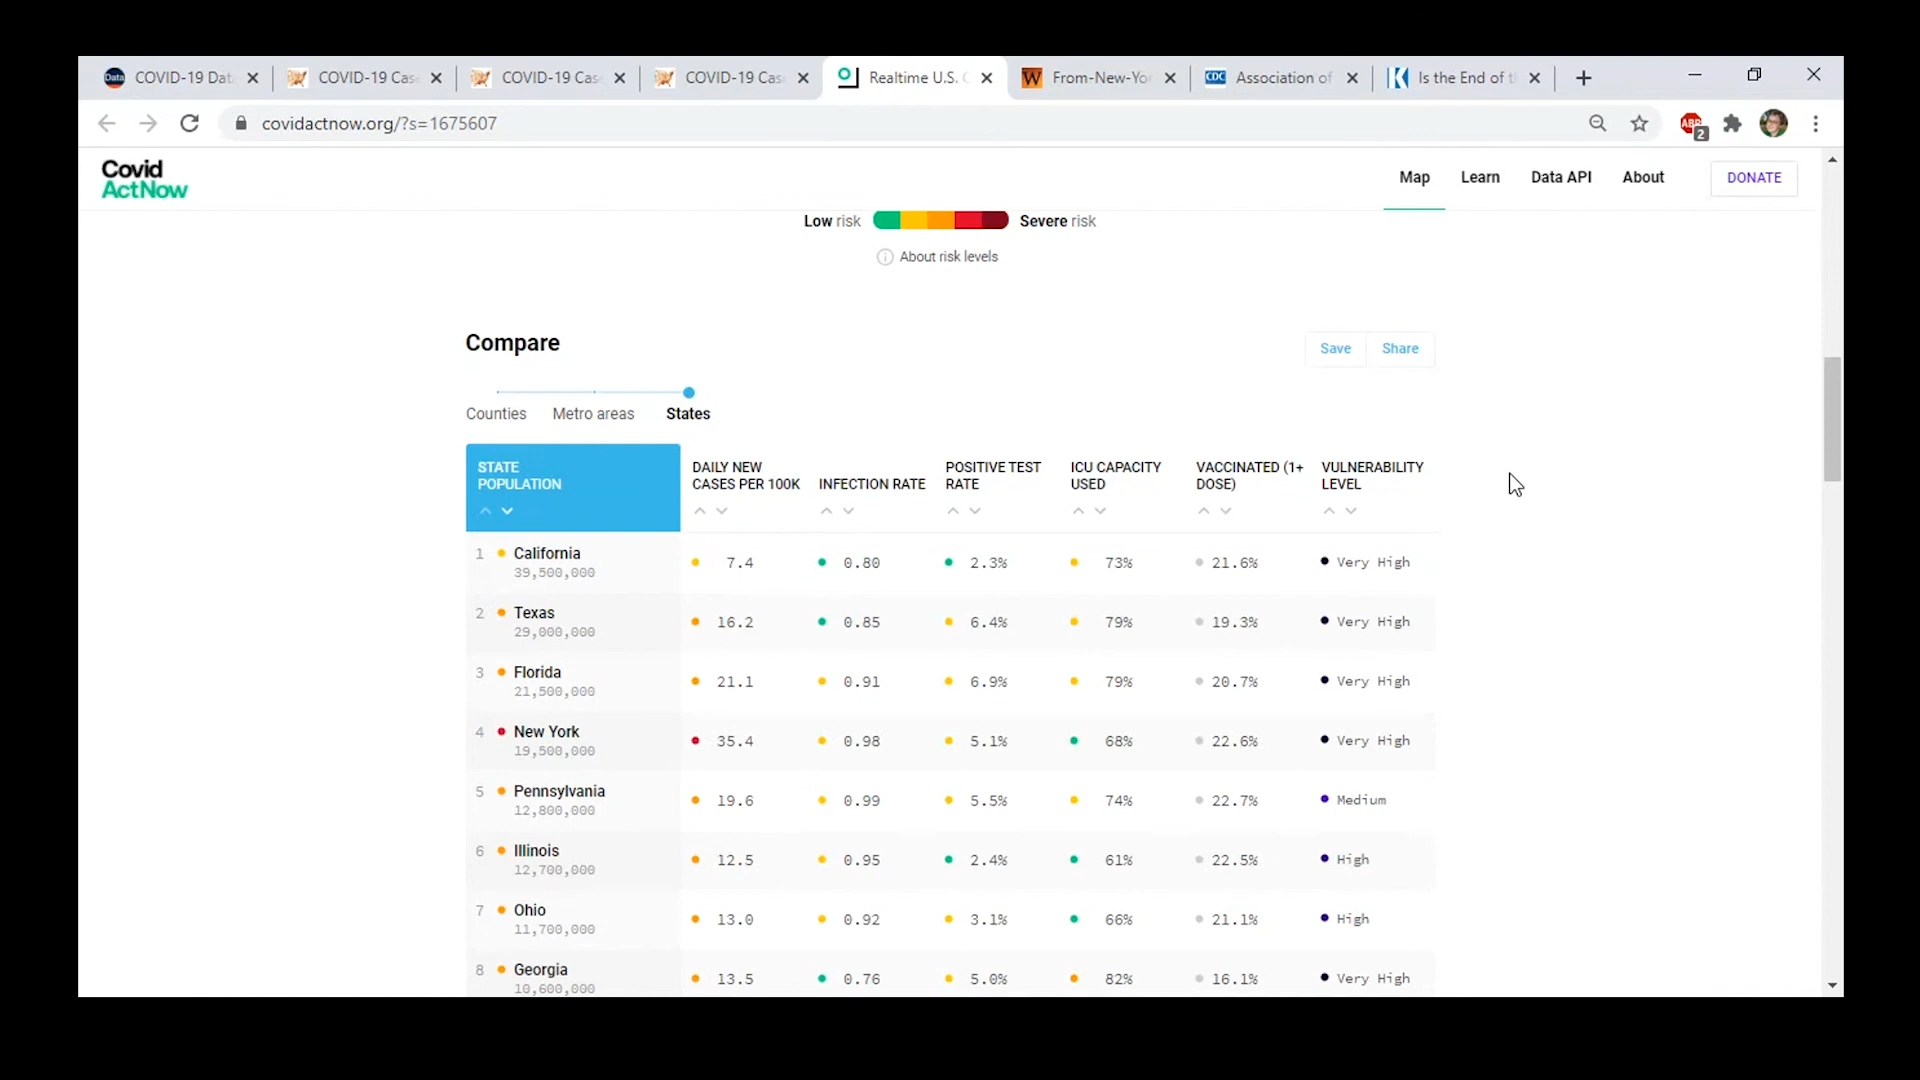 COVID-19 Dat
COVID-19 Cas
COVID-19 Cas
COVID-19 Cas
Realtime U.S. C
From-New-Yo
Association of
Is the End of t
covidactnow.org/?s=1675607
ABP
2
Covid
ActNow
Map
Learn
Data API
About
DONATE
Low risk
Severe risk
About risk levels
Compare
Save
Share
Counties
Metro areas
States
STATE
POPULATION
DAILY NEW
CASES PER 100K
INFECTION RATE
POSITIVE TEST
RATE
ICU CAPACITY
USED
VACCINATED (1+
DOSE)
VULNERABILITY
LEVEL
1 California 7.4 0.80 2.3% 73% 21.6% Very High
39,500,000
2 Texas 16.2 0.85 6.4% 79% 19.3% Very High
29,000,000
3 Florida 21.1 0.91 6.9% 79% 20.7% Very High
21,500,000
4 New York 35.4 0.98 5.1% 68% 22.6% Very High
19,500,000
5 Pennsylvania 19.6 0.99 5.5% 74% 22.7% Medium
12,800,000
6 Illinois 12.5 0.95 2.4% 61% 22.5% High
12,700,000
7 Ohio 13.0 0.92 3.1% 66% 21.1% High
11,700,000
8 Georgia 13.5 0.76 5.0% 82% 16.1% Very High
10,600,000